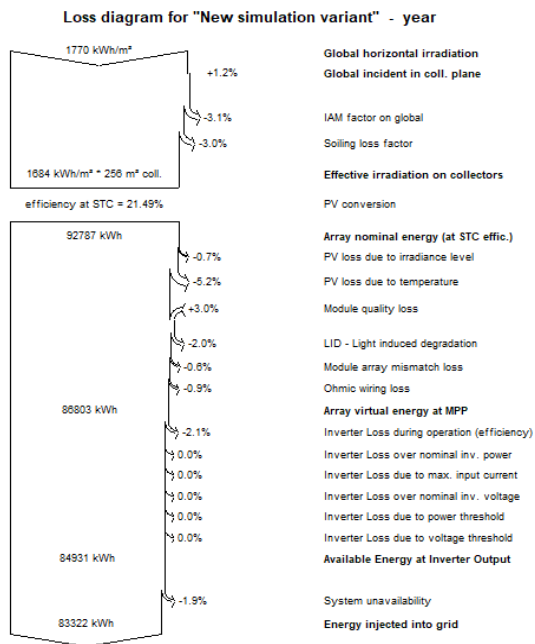 Loss diagram for "New simulation variant" - year
1770 kWh/m² Global horizontal irradiation
+1.2% Global incident in coll. plane
-3.1% IAM factor on global
-3.0% Soiling loss factor
1684 kWh/m² * 256 m² coll. Effective irradiation on collectors
efficiency at STC = 21.49% PV conversion
92787 kWh Array nominal energy (at STC effic.)
-0.7% PV loss due to irradiance level
-5.2% PV loss due to temperature
+3.0% Module quality loss
-2.0% LID - Light induced degradation
-0.6% Module array mismatch loss
-0.9% Ohmic wiring loss
86803 kWh Array virtual energy at MPP
-2.1% Inverter Loss during operation (efficiency)
0.0% Inverter Loss over nominal inv. power
0.0% Inverter Loss due to max. input current
0.0% Inverter Loss over nominal inv. voltage
0.0% Inverter Loss due to power threshold
0.0% Inverter Loss due to voltage threshold
84931 kWh Available Energy at Inverter Output
-1.9% System unavailability
83322 kWh Energy injected into grid